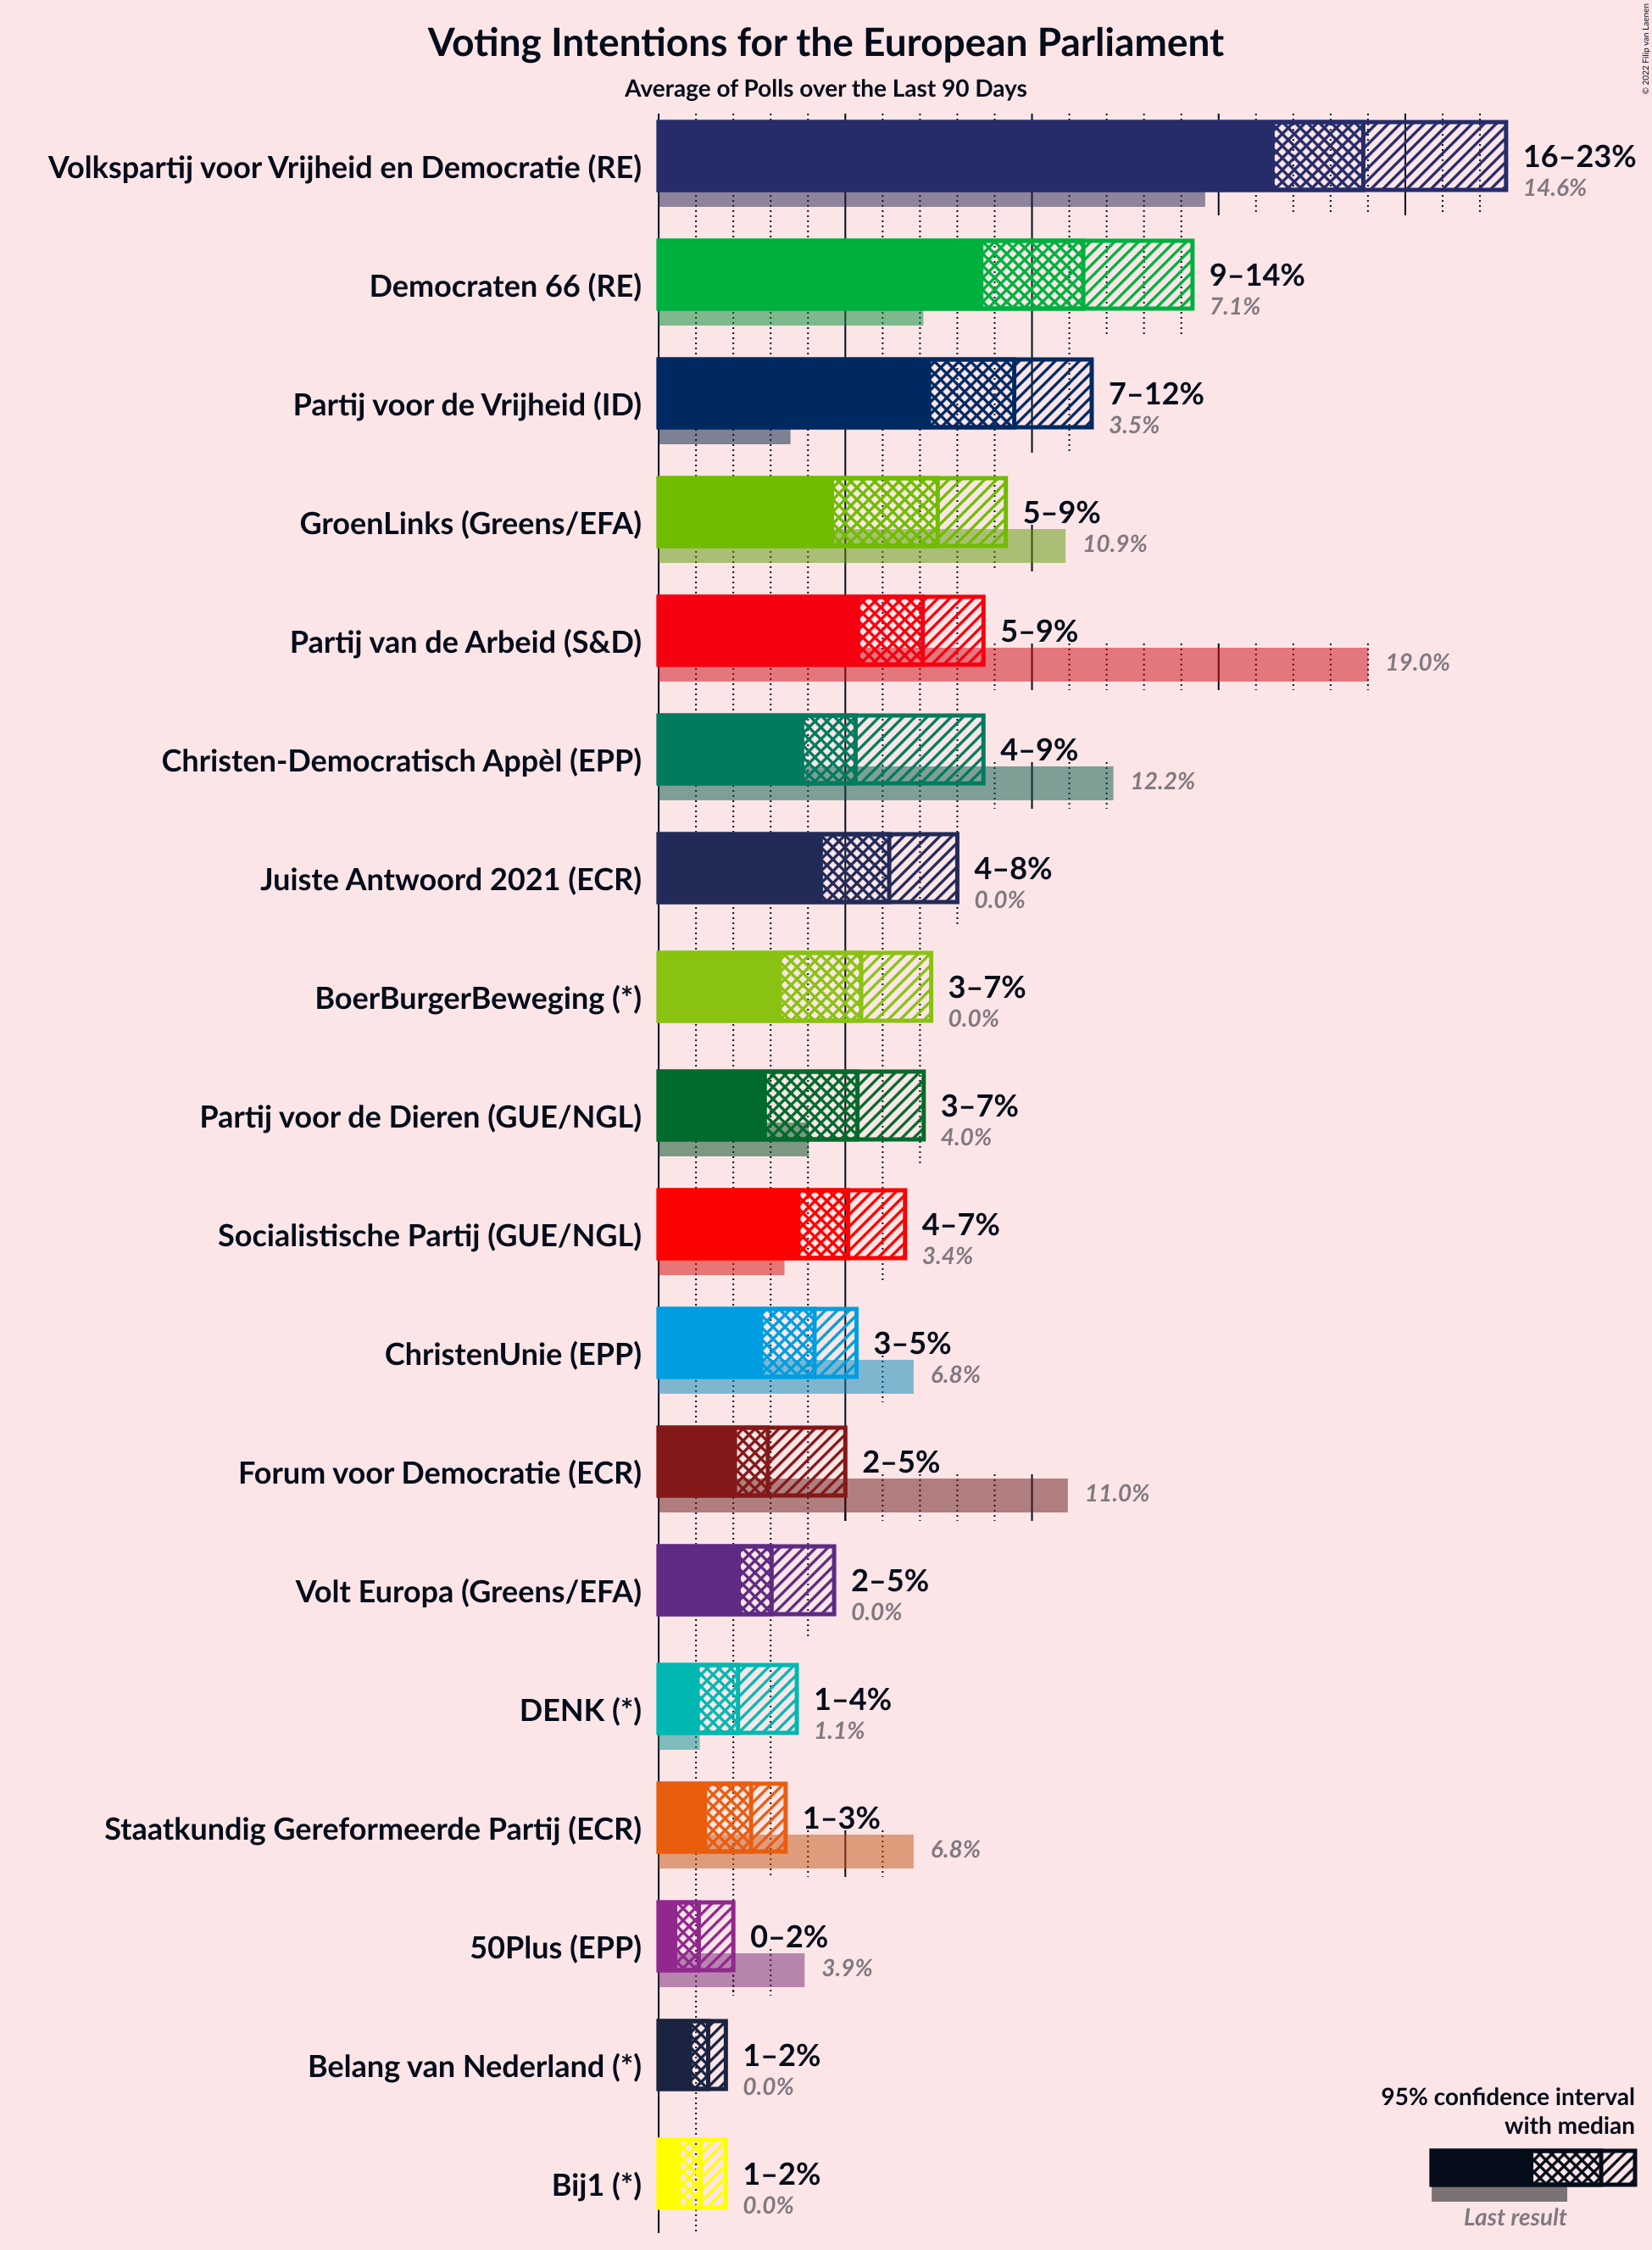 © 2022 Filip van Laenen
Voting Intentions for the European Parliament
Average of Polls over the Last 90 Days
Volkspartij voor Vrijheid en Democratie (RE)
16–23%
14.6%
Democraten 66 (RE)
9–14%
7.1%
Partij voor de Vrijheid (ID)
7–12%
3.5%
GroenLinks (Greens/EFA)
5–9%
10.9%
Partij van de Arbeid (S&D)
5–9%
19.0%
Christen-Democratisch Appèl (EPP)
4–9%
12.2%
Juiste Antwoord 2021 (ECR)
4–8%
0.0%
BoerBurgerBeweging (*)
3–7%
0.0%
Partij voor de Dieren (GUE/NGL)
3–7%
4.0%
Socialistische Partij (GUE/NGL)
4–7%
3.4%
ChristenUnie (EPP)
3–5%
6.8%
Forum voor Democratie (ECR)
2–5%
11.0%
Volt Europa (Greens/EFA)
2–5%
0.0%
DENK (*)
1–4%
1.1%
Staatkundig Gereformeerde Partij (ECR)
1–3%
6.8%
50Plus (EPP)
0–2%
3.9%
Belang van Nederland (*)
1–2%
0.0%
Bij1 (*)
1–2%
0.0%
95% confidence interval
with median
Last result